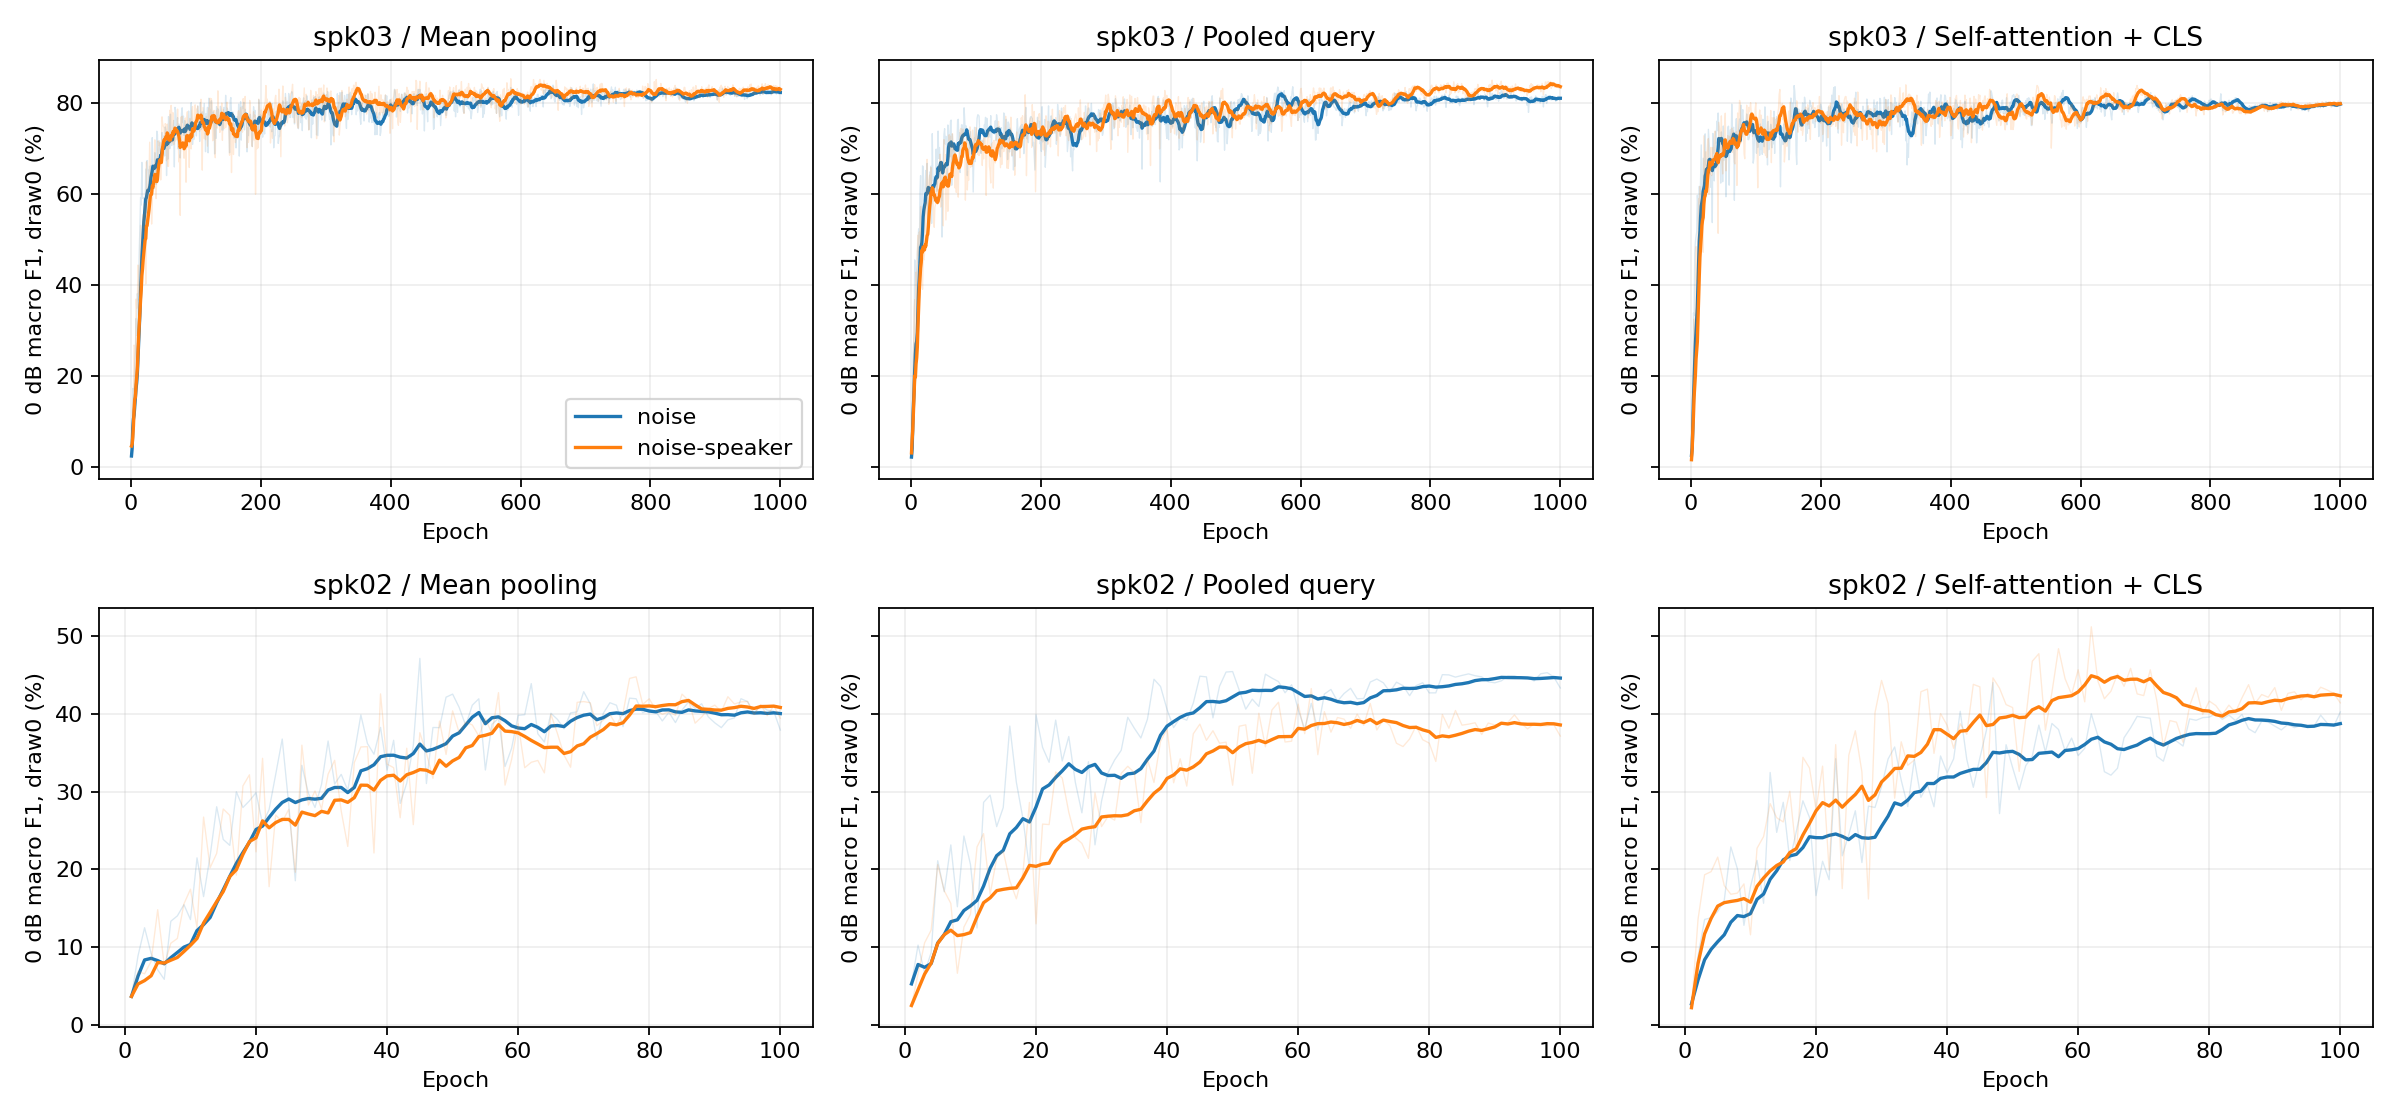 spk03 / Mean pooling
0 dB macro F1, draw0 (%)
80
60
40
20
0
noise
noise-speaker
0 200 400 600 800 1000
Epoch
spk03 / Pooled query
0 dB macro F1, draw0 (%)
0 200 400 600 800 1000
Epoch
spk03 / Self-attention + CLS
0 dB macro F1, draw0 (%)
0 200 400 600 800 1000
Epoch
spk02 / Mean pooling
0 dB macro F1, draw0 (%)
50
40
30
20
10
0
0 20 40 60 80 100
Epoch
spk02 / Pooled query
0 dB macro F1, draw0 (%)
0 20 40 60 80 100
Epoch
spk02 / Self-attention + CLS
0 dB macro F1, draw0 (%)
0 20 40 60 80 100
Epoch